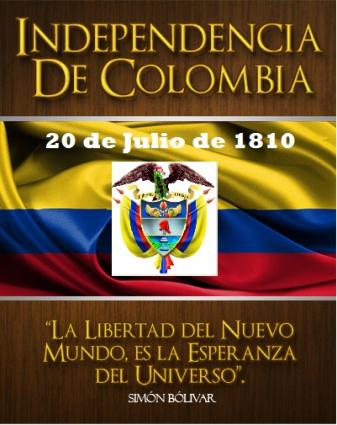 INDEPENDENCIA
DE COLOMBIA
20 de Julio de 1810
“LA LIBERTAD DEL NUEVO
MUNDO, ES LA ESPERANZA
DEL UNIVERSO”.
SIMÓN BÓLIVAR